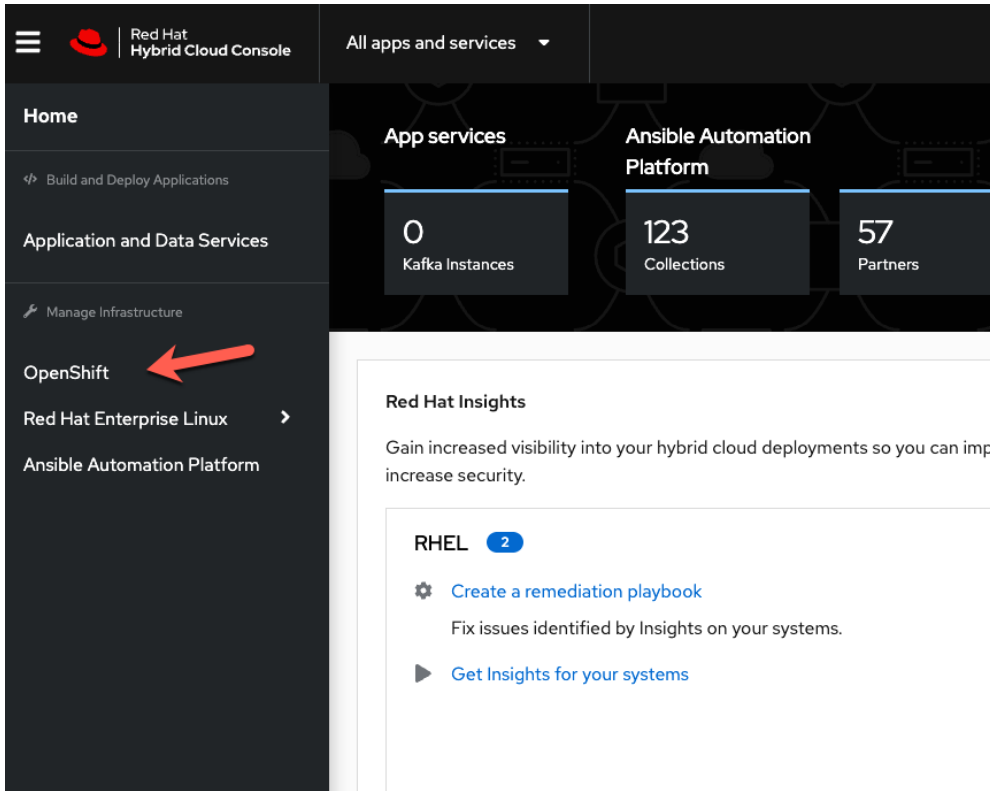 Red Hat
Hybrid Cloud Console
All apps and services
Home
Build and Deploy Applications
Application and Data Services
Manage Infrastructure
OpenShift
Red Hat Enterprise Linux
Ansible Automation Platform
App services
Ansible Automation
Platform
0
Kafka Instances
123
Collections
57
Partners
Red Hat Insights
Gain increased visibility into your hybrid cloud deployments so you can imp
increase security.
RHEL 2
Create a remediation playbook
Fix issues identified by Insights on your systems.
Get Insights for your systems